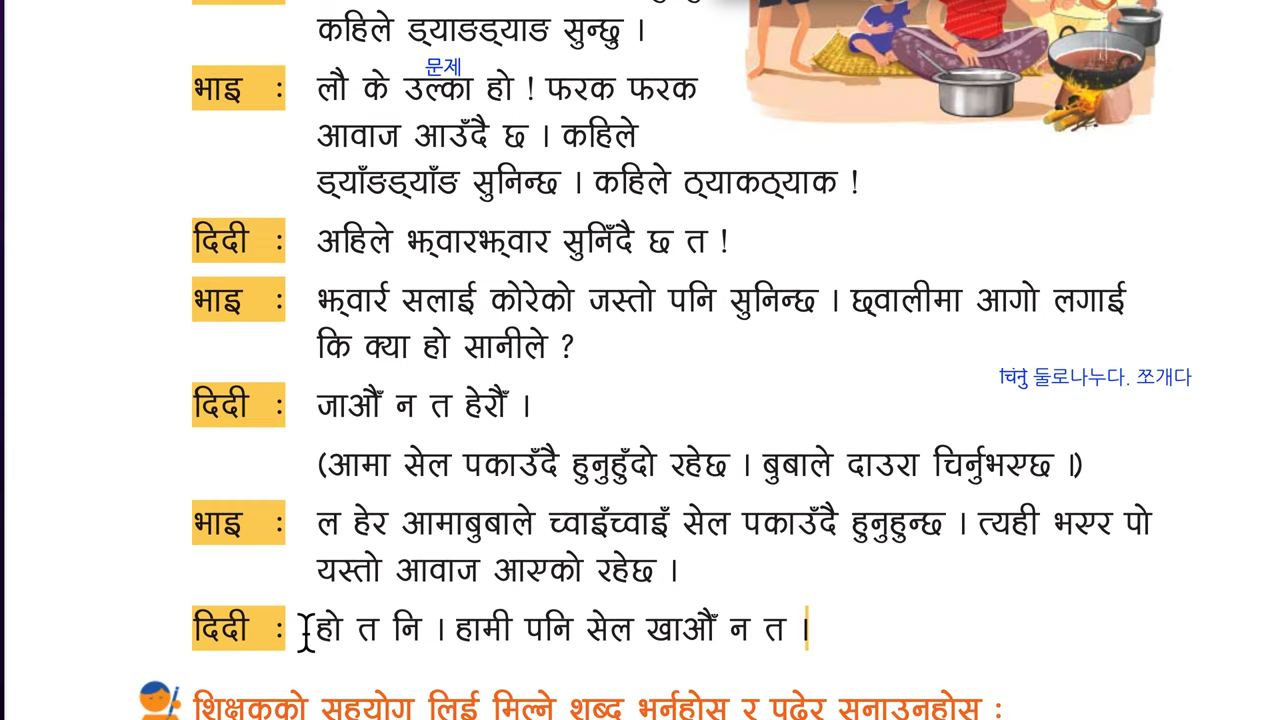 कहिले ड्याङड्याङ सुन्छु ।
문제
भाइ : लौ के उल्का हो ! फरक फरक
आवाज आउँदै छ । कहिले
ड्याँङड्याँङ सुनिन्छ । कहिले ठ्याकठ्याक !
दिदी : अहिले झ्वारझ्वार सुनिँदै छ त !
भाइ : झ्वार्र सलाई कोरेको जस्तो पनि सुनिन्छ । छ्वालीमा आगो लगाई
कि क्या हो सानीले ?
चिर्नु 둘로나누다. 쪼개다
दिदी : जाऔँ न त हेरौँ ।
(आमा सेल पकाउँदै हुनुहुँदो रहेछ । बुबाले दाउरा चिर्नुभएछ ।)
भाइ : ल हेर आमाबुबाले च्वाइँच्वाइँ सेल पकाउँदै हुनुहुन्छ । त्यही भएर पो
यस्तो आवाज आएको रहेछ ।
दिदी : हो त नि । हामी पनि सेल खाऔँ न त ।
शिक्षकको सहयोग लिई मिल्ने शब्द भर्नुहोस् र पढेर सुनाउनुहोस् :